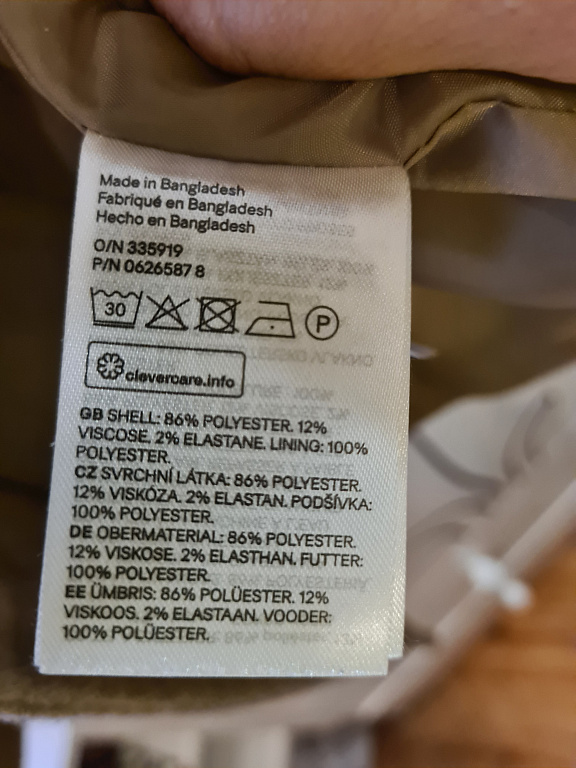 Made in Bangladesh
Fabriqué en Bangladesh
Hecho en Bangladesh
O/N 335919
P/N 0626587 8
30
P
clevercare.info
GB SHELL: 86% POLYESTER. 12%
VISCOSE. 2% ELASTANE. LINING: 100%
POLYESTER.
CZ SVRCHNÍ LÁTKA: 86% POLYESTER.
12% VISKÓZA. 2% ELASTAN. PODŠÍVKA:
100% POLYESTER.
DE OBERMATERIAL: 86% POLYESTER.
12% VISKOSE. 2% ELASTHAN. FUTTER:
100% POLYESTER.
EE ÜMBRIS: 86% POLÜESTER. 12%
VISKOOS. 2% ELASTAAN. VOODER:
100% POLÜESTER.